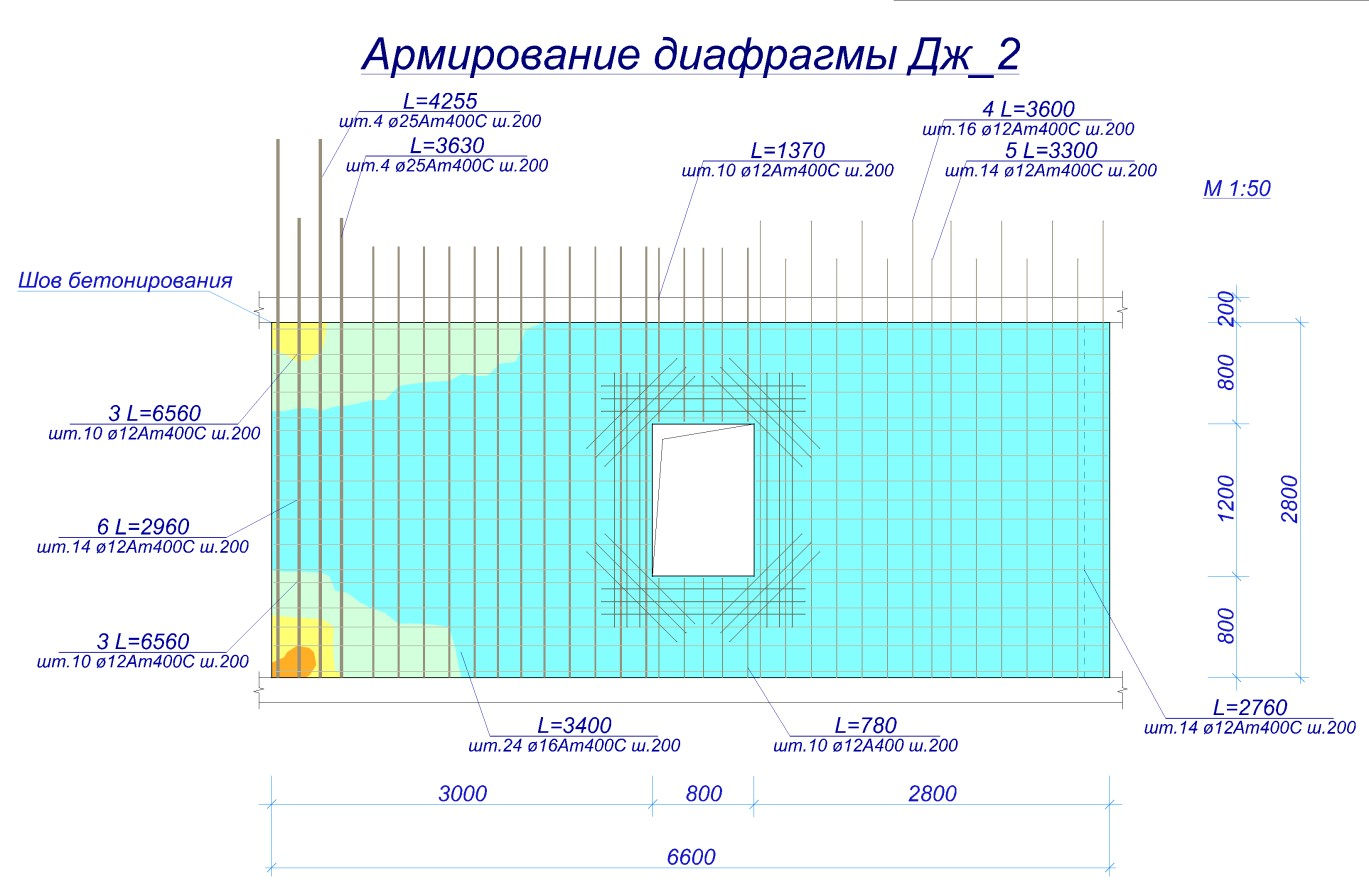 Армирование диафрагмы Дж_2
L=4255
шт.4 ø25Ат400С ш.200
L=3630
шт.4 ø25Ат400С ш.200
L=1370
шт.10 ø12Ат400С ш.200
4 L=3600
шт.16 ø12Ат400С ш.200
5 L=3300
шт.14 ø12Ат400С ш.200
М 1:50
Шов бетонирования
3 L=6560
шт.10 ø12Ат400С ш.200
6 L=2960
шт.14 ø12Ат400С ш.200
3 L=6560
шт.10 ø12Ат400С ш.200
200
800
1200
800
2800
L=3400
шт.24 ø16Ат400С ш.200
L=780
шт.10 ø12А400 ш.200
L=2760
шт.14 ø12Ат400С ш.200
3000
800
2800
6600